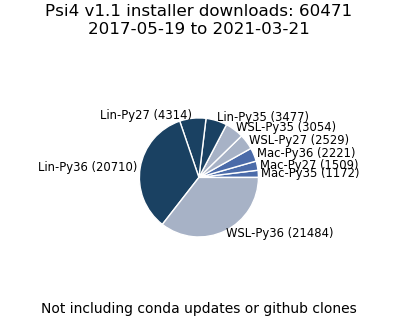 Psi4 v1.1 installer downloads: 60471
2017-05-19 to 2021-03-21
Lin-Py27 (4314)
Lin-Py35 (3477)
WSL-Py35 (3054)
WSL-Py27 (2529)
Mac-Py36 (2221)
Mac-Py27 (1509)
Mac-Py35 (1172)
Lin-Py36 (20710)
WSL-Py36 (21484)
Not including conda updates or github clones